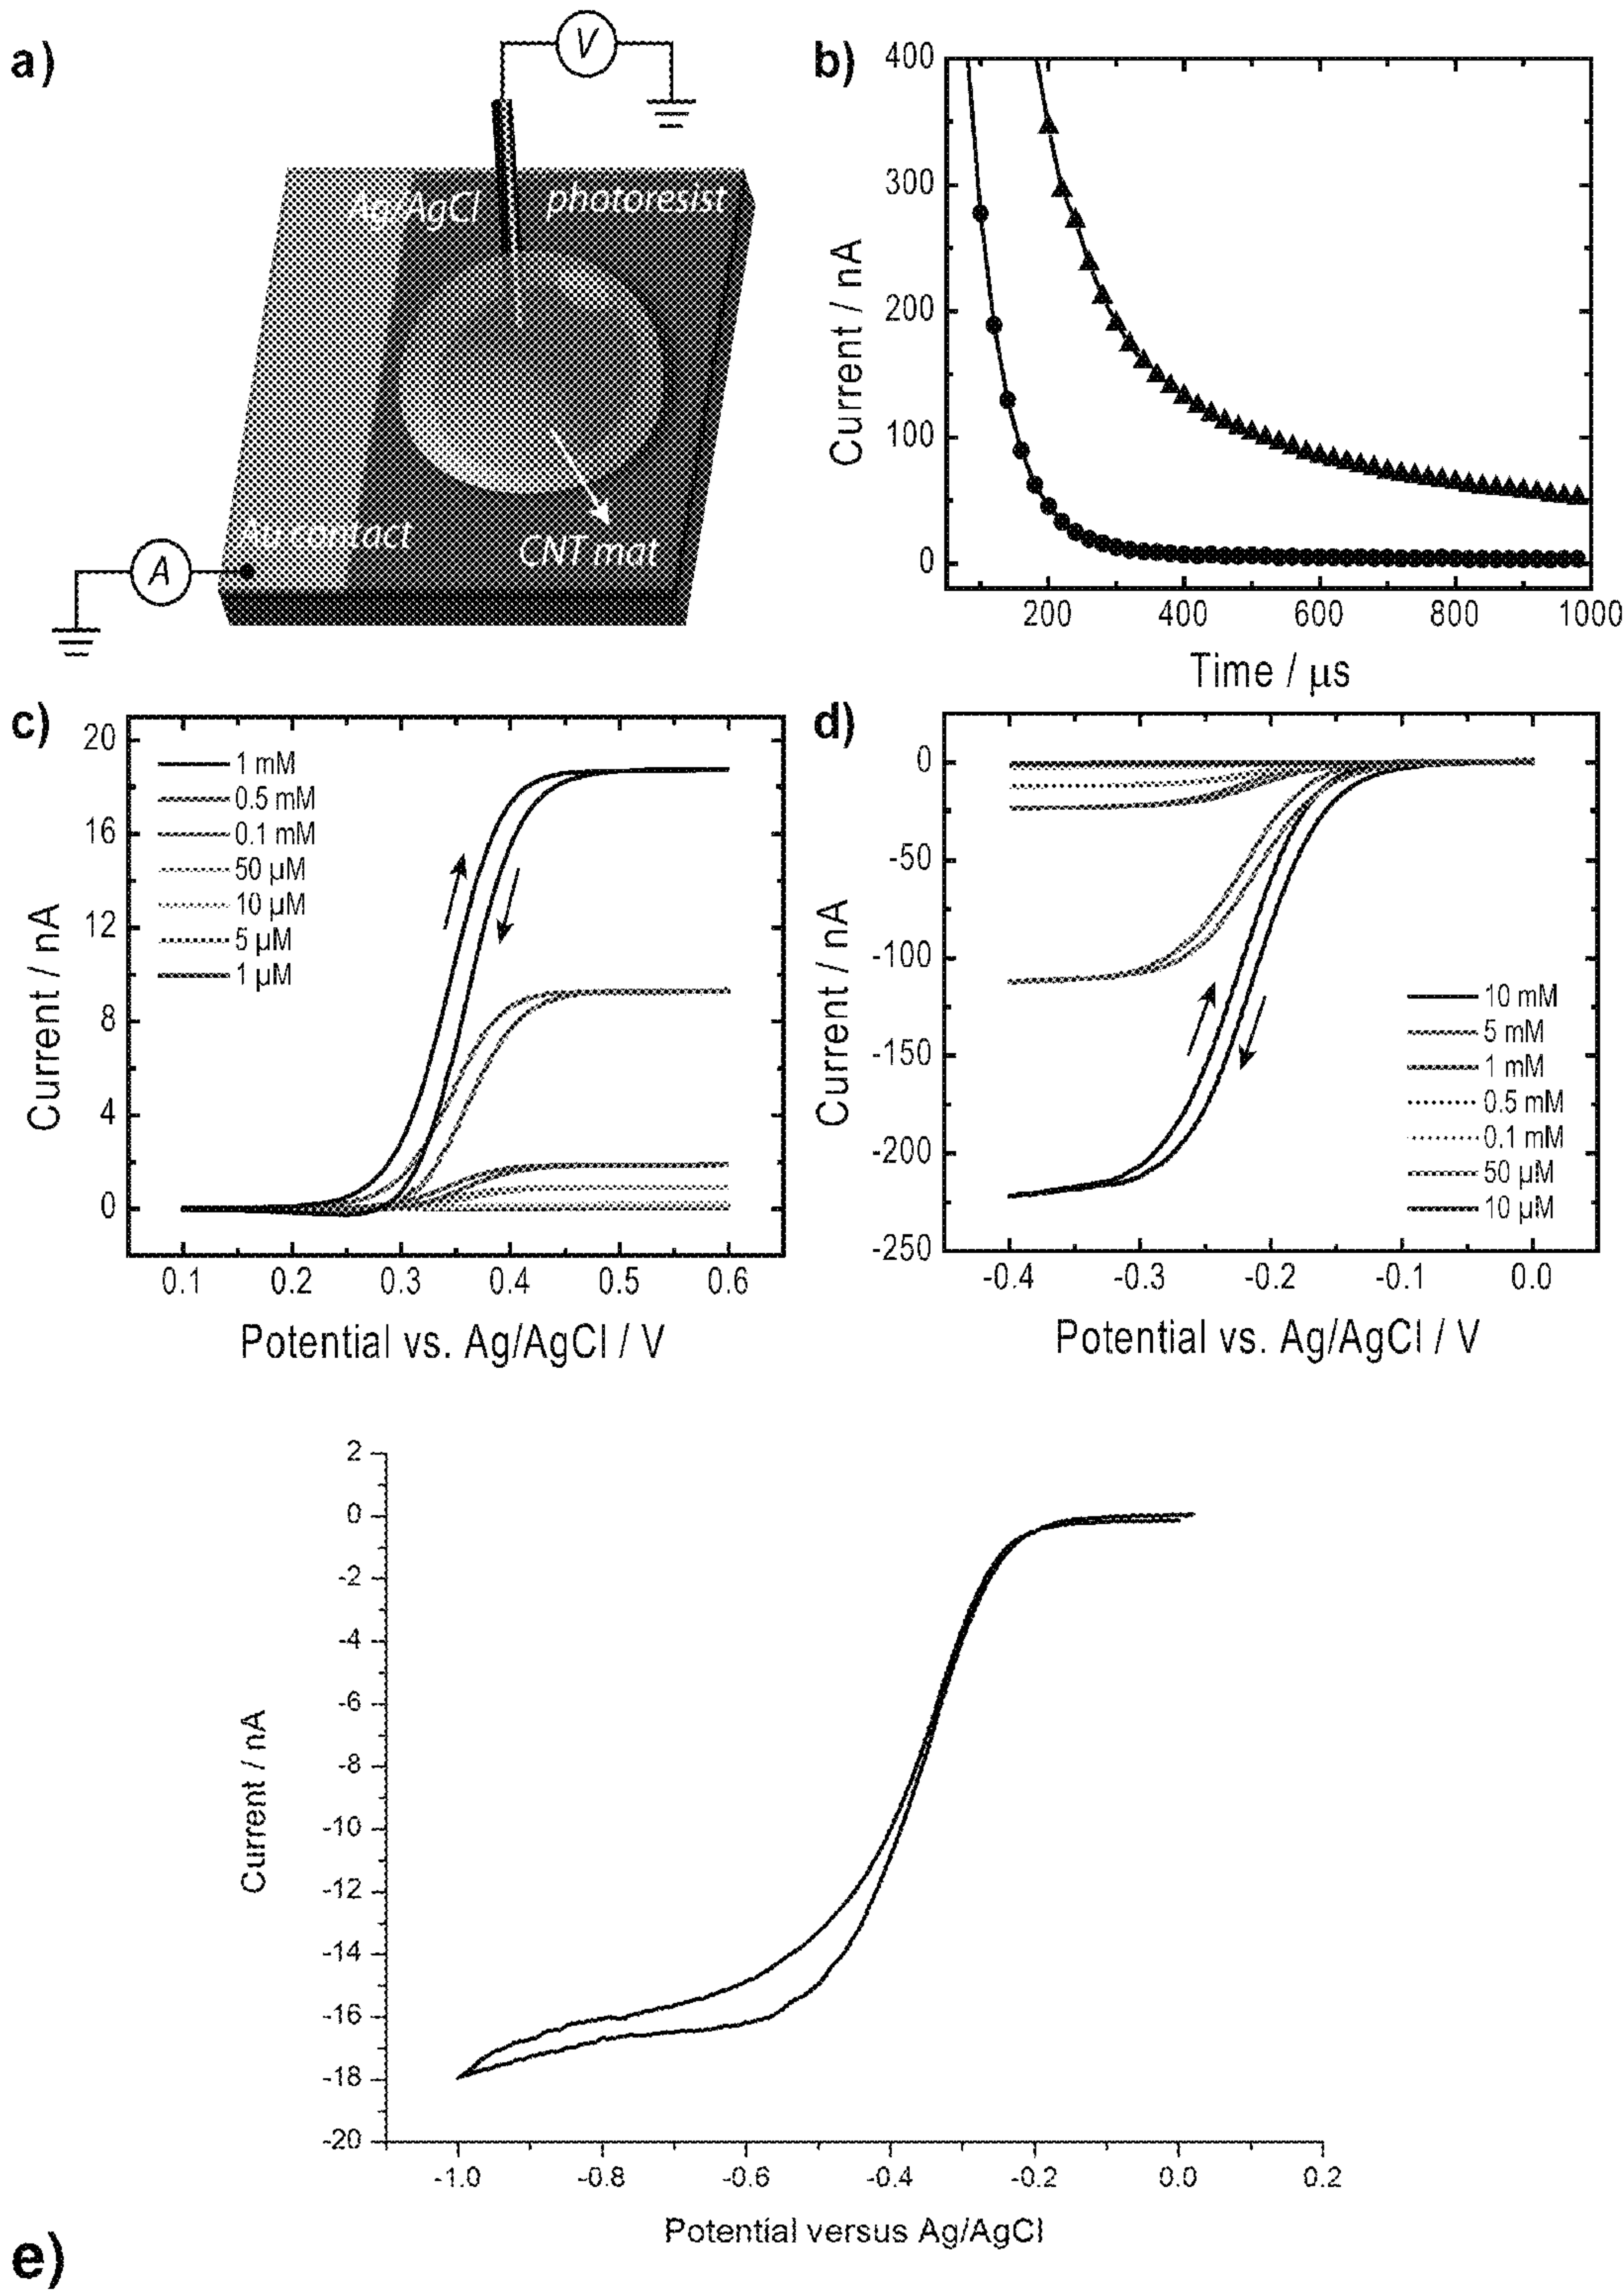 a)
V
Ag/AgCl
photoresist
Au contact
CNT mat
A
b)
400
300
200
100
0
Current / nA
200
400
600
800
1000
Time / μs
c)
20
16
12
8
4
0
Current / nA
1 mM
0.5 mM
0.1 mM
50 μM
10 μM
5 μM
1 μM
0.1
0.2
0.3
0.4
0.5
0.6
Potential vs. Ag/AgCl / V
d)
0
-50
-100
-150
-200
-250
Current / nA
10 mM
5 mM
1 mM
0.5 mM
0.1 mM
50 μM
10 μM
-0.4
-0.3
-0.2
-0.1
0.0
Potential vs. Ag/AgCl / V
2
0
-2
-4
-6
-8
-10
-12
-14
-16
-18
-20
Current / nA
-1.0
-0.8
-0.6
-0.4
-0.2
0.0
0.2
Potential versus Ag/AgCl
e)